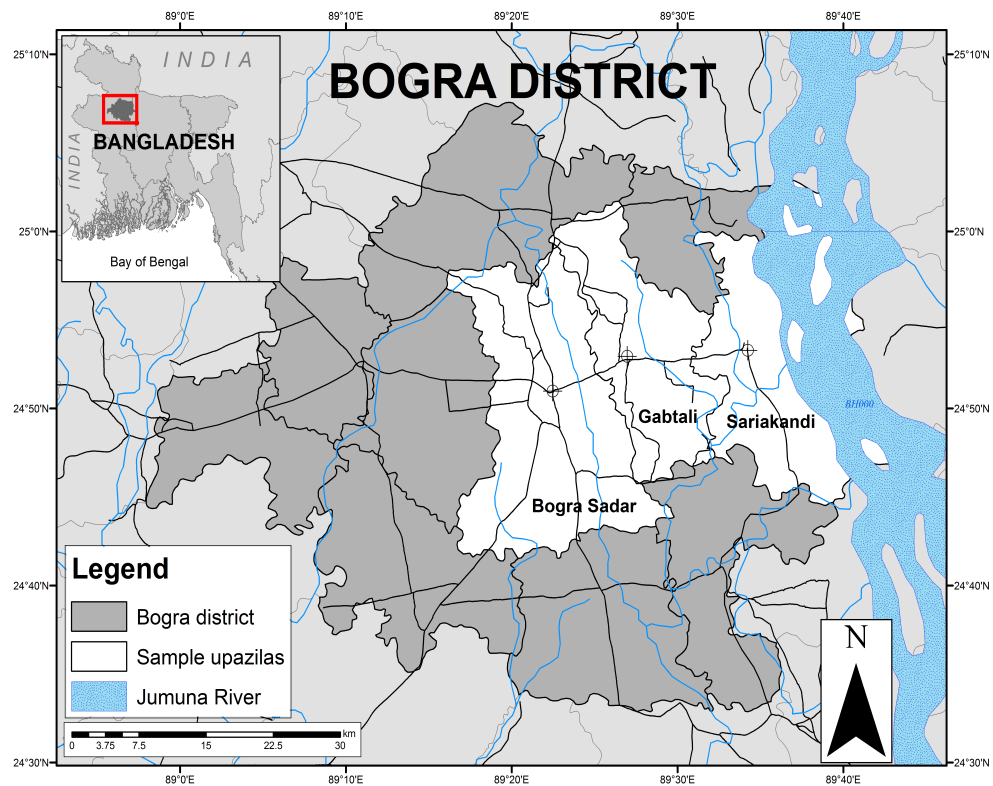 89°0'E 89°10'E 89°20'E 89°30'E 89°40'E
25°10'N 25°10'N
INDIA
BOGRA DISTRICT
INDIA
BANGLADESH
25°0'N 25°0'N
Bay of Bengal
24°50'N 24°50'N
BH000
Gabtali Sariakandi
Bogra Sadar
24°40'N 24°40'N
Legend
Bogra district
Sample upazilas
Jumuna River
N
km
0 3.75 7.5 15 22.5 30
24°30'N 24°30'N
89°0'E 89°10'E 89°20'E 89°30'E 89°40'E